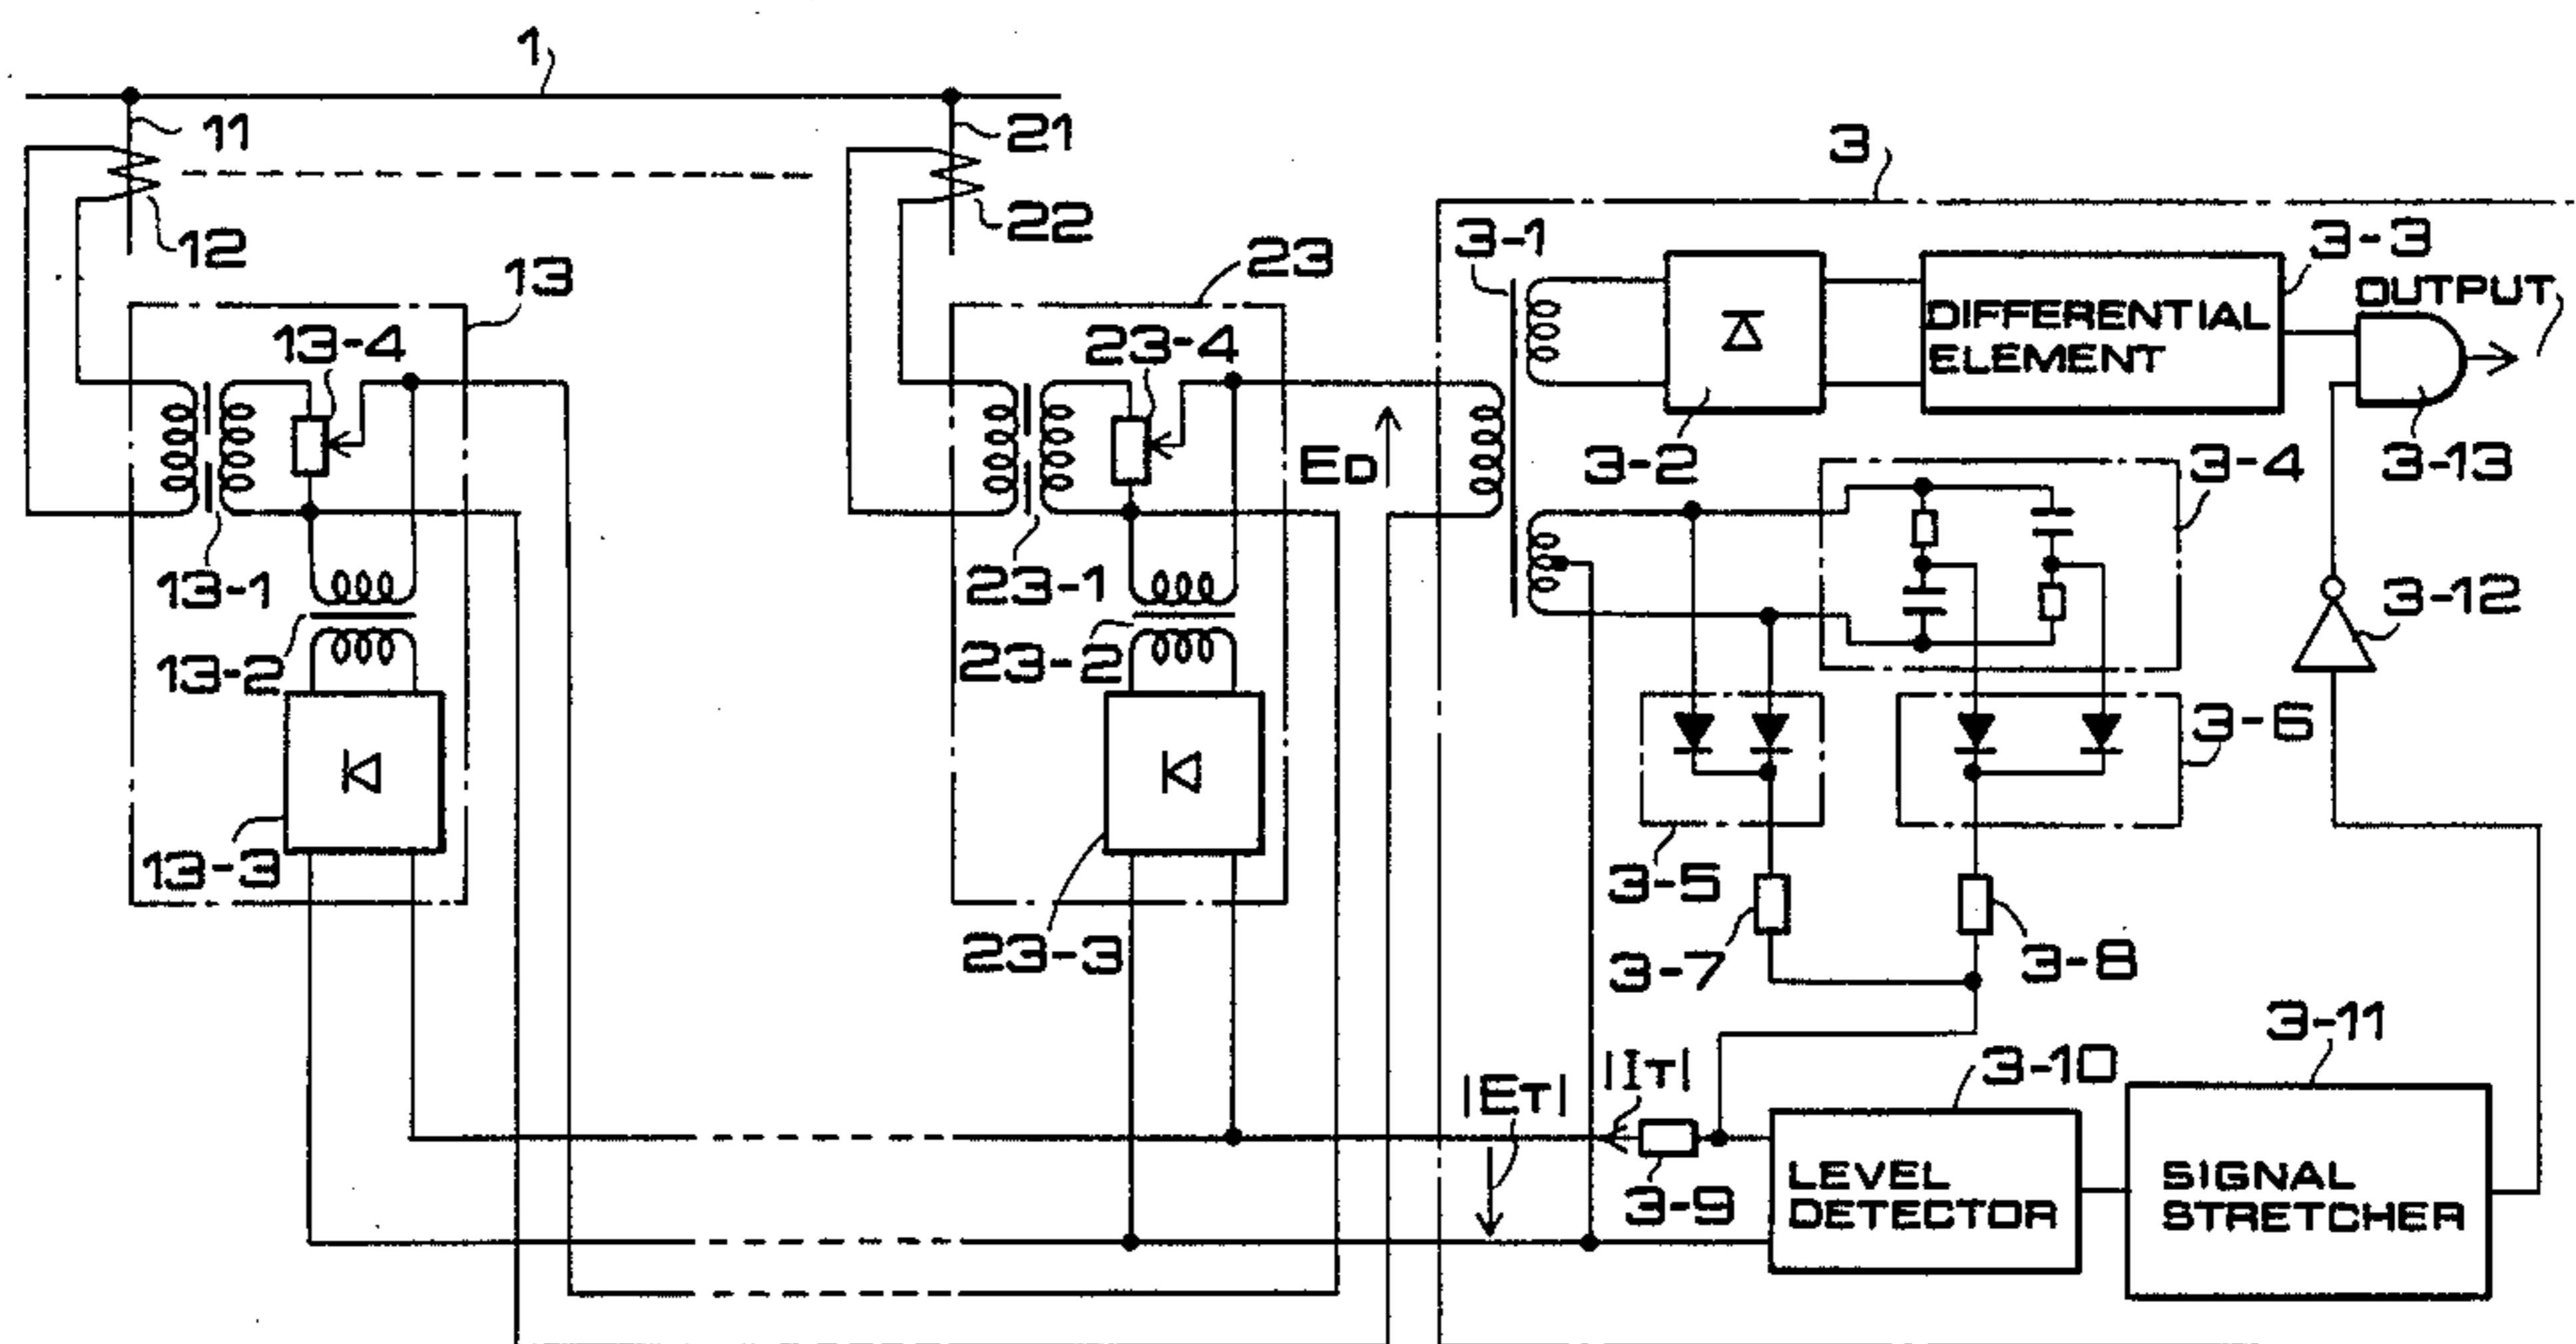 1
11
21
3
12
22
3-1
3-3
13
23
OUTPUT
DIFFERENTIAL
ELEMENT
13-4
23-4
ED
3-2
3-13
3-4
13-1
23-1
3-12
13-2
23-2
3-6
13-3
3-5
23-3
3-7
3-8
3-11
|ET|
|IT|
3-10
3-9
LEVEL
DETECTOR
SIGNAL
STRETCHER